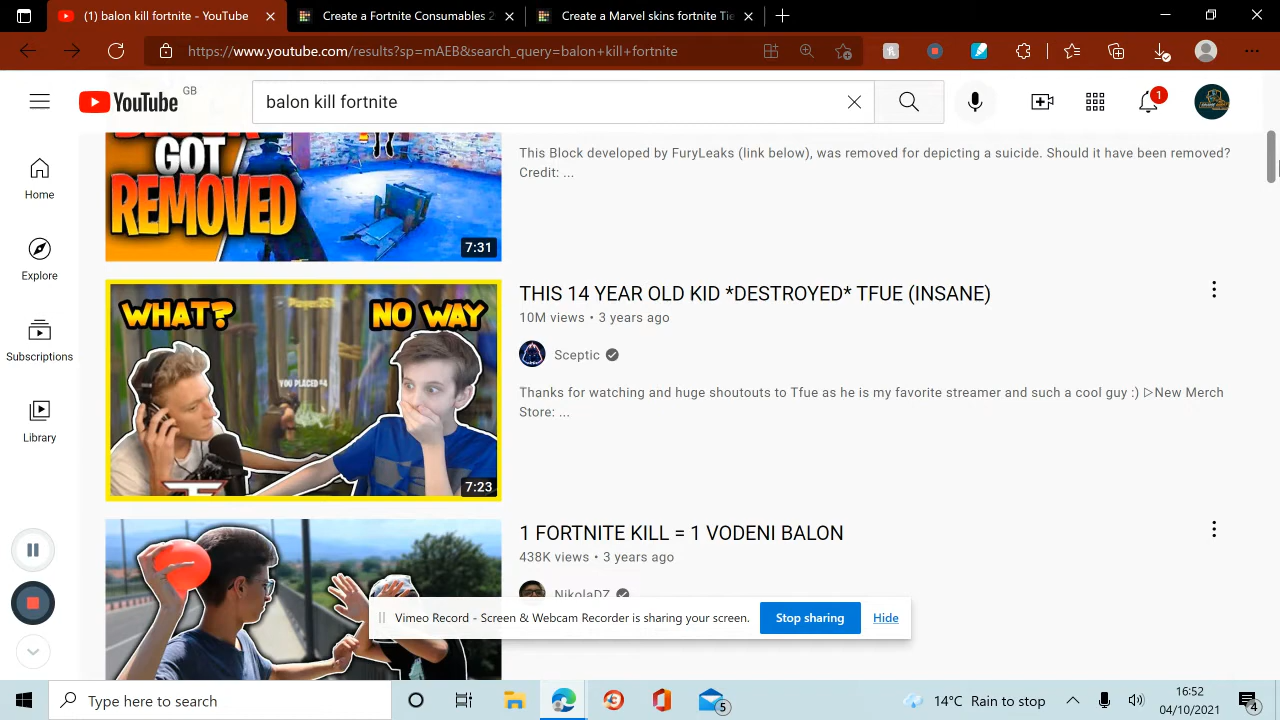 (1) balon kill fortnite - YouTube
Create a Fortnite Consumables 2
Create a Marvel skins fortnite Tie
https://www.youtube.com/results?sp=mAEB&search_query=balon+kill+fortnite
YouTube GB
balon kill fortnite
1
Home
Explore
Subscriptions
Library
GOT
REMOVED
7:31
This Block developed by FuryLeaks (link below), was removed for depicting a suicide. Should it have been removed?
Credit: ...
WHAT?
NO WAY
YOU PLACED #4
7:23
THIS 14 YEAR OLD KID *DESTROYED* TFUE (INSANE)
10M views • 3 years ago
Sceptic
Thanks for watching and huge shoutouts to Tfue as he is my favorite streamer and such a cool guy :) ▷New Merch
Store: ...
1 FORTNITE KILL = 1 VODENI BALON
438K views • 3 years ago
NikolaDZ
Vimeo Record - Screen & Webcam Recorder is sharing your screen.
Stop sharing
Hide
Type here to search
5
14°C Rain to stop
16:52
04/10/2021
4